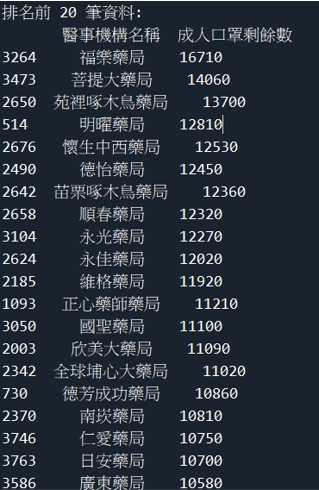 排名前 20 筆資料:
醫事機構名稱 成人口罩剩餘數
3264 福樂藥局 16710
3473 菩提大藥局 14060
2650 苑裡啄木鳥藥局 13700
514 明曜藥局 12810
2676 懷生中西藥局 12530
2490 德怡藥局 12450
2642 苗栗啄木鳥藥局 12360
2658 順春藥局 12320
3104 永光藥局 12270
2624 永佳藥局 12020
2185 維格藥局 11920
1093 正心藥師藥局 11210
3050 國聖藥局 11100
2003 欣美大藥局 11090
2342 全球埔心大藥局 11020
730 德芳成功藥局 10860
2370 南崁藥局 10810
3746 仁愛藥局 10750
3763 日安藥局 10700
3586 廣東藥局 10580